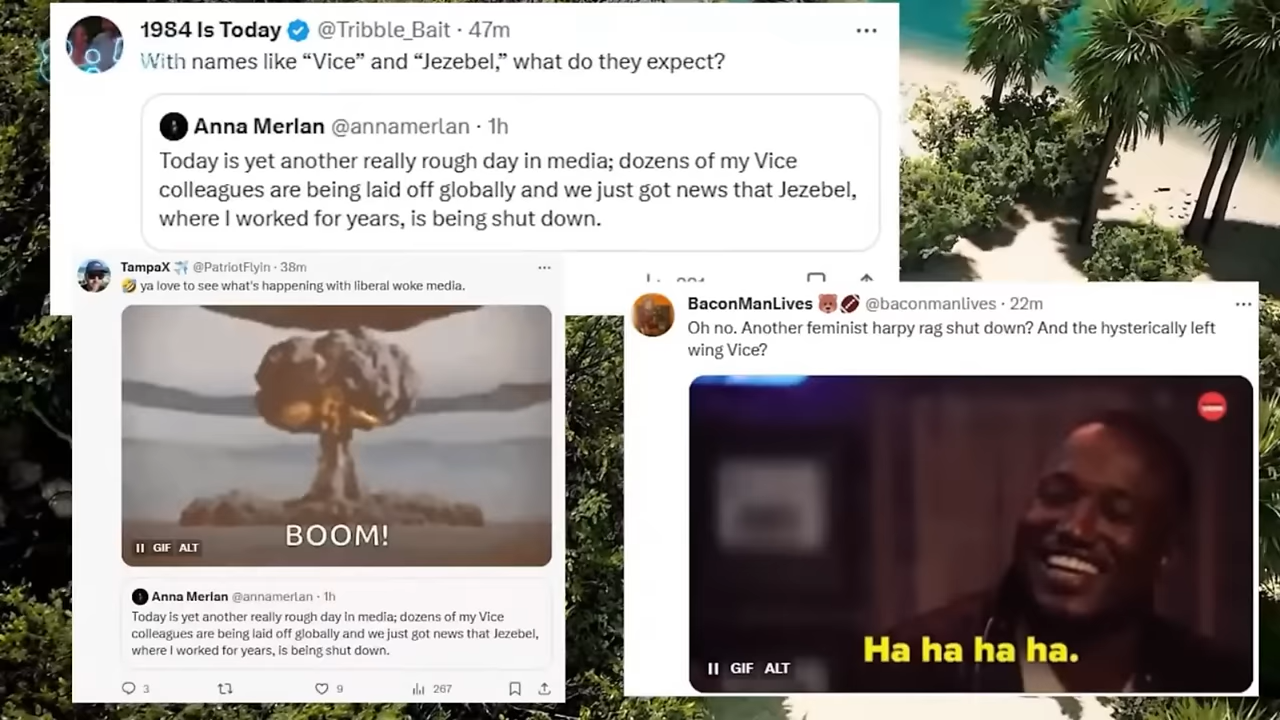 1984 Is Today @Tribble_Bait · 47m
With names like “Vice” and “Jezebel,” what do they expect?
Anna Merlan @annamerlan · 1h
Today is yet another really rough day in media; dozens of my Vice
colleagues are being laid off globally and we just got news that Jezebel,
where I worked for years, is being shut down.
TampaX @PatriotFlyin · 38m
🤣 ya love to see what's happening with liberal woke media.
BOOM!
GIF ALT
Anna Merlan @annamerlan · 1h
Today is yet another really rough day in media; dozens of my Vice
colleagues are being laid off globally and we just got news that Jezebel,
where I worked for years, is being shut down.
3 9 267
BaconManLives 🐻🏈 @baconmanlives · 22m
Oh no. Another feminist harpy rag shut down? And the hysterically left
wing Vice?
Ha ha ha ha.
GIF ALT